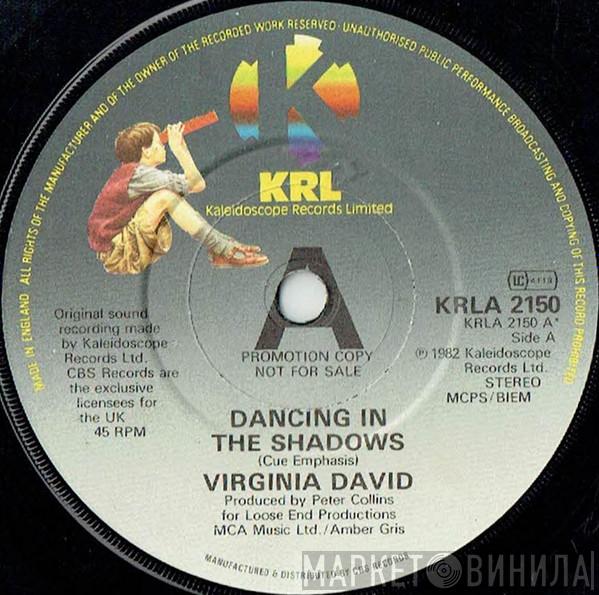 MADE IN ENGLAND ALL RIGHTS OF THE MANUFACTURER AND OF THE OWNER OF THE RECORDED WORK RESERVED · UNAUTHORISED PUBLIC PERFORMANCE BROADCASTING AND COPYING OF THIS RECORD PROHIBITED
K
KRL
Kaleidoscope Records Limited
A
PROMOTION COPY
NOT FOR SALE
Original sound
recording made
by Kaleidoscope
Records Ltd.
CBS Records are
the exclusive
licensees for
the UK
45 RPM
LC 4113
KRLA 2150
KRLA 2150 A*
Side A
℗ 1982 Kaleidoscope
Records Ltd.
STEREO
MCPS/BIEM
DANCING IN
THE SHADOWS
(Cue Emphasis)
VIRGINIA DAVID
Produced by Peter Collins
for Loose End Productions
MCA Music Ltd./Amber Gris
MANUFACTURED & DISTRIBUTED BY CBS RECORDS
МАРКЕТ ВИНИЛА